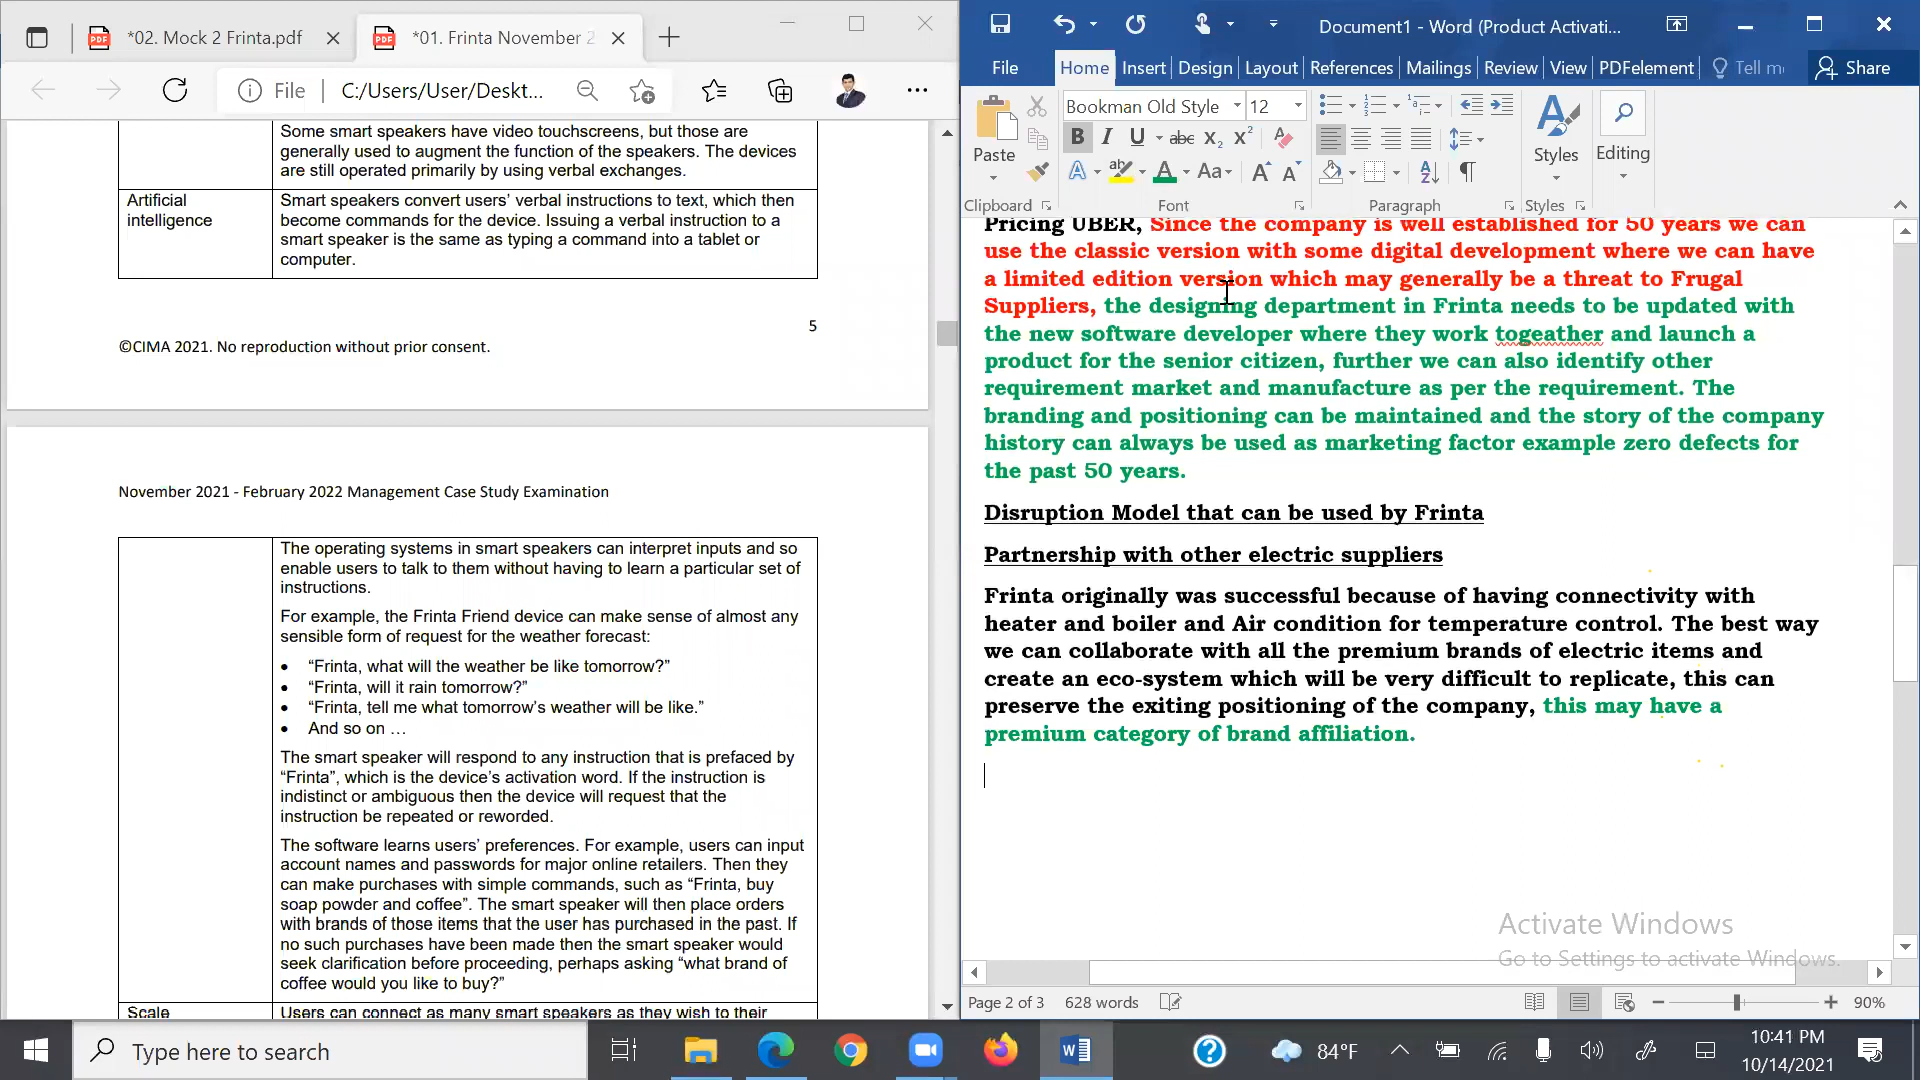 *02. Mock 2 Frinta.pdf
*01. Frinta November 2
File
C:/Users/User/Deskt...
Some smart speakers have video touchscreens, but those are
generally used to augment the function of the speakers. The devices
are still operated primarily by using verbal exchanges.
Artificial
intelligence
Smart speakers convert users' verbal instructions to text, which then
become commands for the device. Issuing a verbal instruction to a
smart speaker is the same as typing a command into a tablet or
computer.
5
©CIMA 2021. No reproduction without prior consent.
November 2021 - February 2022 Management Case Study Examination
The operating systems in smart speakers can interpret inputs and so
enable users to talk to them without having to learn a particular set of
instructions.
For example, the Frinta Friend device can make sense of almost any
sensible form of request for the weather forecast:
• "Frinta, what will the weather be like tomorrow?"
• "Frinta, will it rain tomorrow?"
• "Frinta, tell me what tomorrow's weather will be like."
• And so on …
The smart speaker will respond to any instruction that is prefaced by
"Frinta", which is the device's activation word. If the instruction is
indistinct or ambiguous then the device will request that the
instruction be repeated or reworded.
The software learns users' preferences. For example, users can input
account names and passwords for major online retailers. Then they
can make purchases with simple commands, such as "Frinta, buy
soap powder and coffee". The smart speaker will then place orders
with brands of those items that the user has purchased in the past. If
no such purchases have been made then the smart speaker would
seek clarification before proceeding, perhaps asking "what brand of
coffee would you like to buy?"
Scale
Users can connect as many smart speakers as they wish to their
Document1 - Word (Product Activati...
File Home Insert Design Layout References Mailings Review View PDFelement Tell me Share
Bookman Old Style 12
Paste
Styles
Editing
Clipboard Font Paragraph Styles
Pricing UBER, Since the company is well established for 50 years we can
use the classic version with some digital development where we can have
a limited edition version which may generally be a threat to Frugal
Suppliers, the designing department in Frinta needs to be updated with
the new software developer where they work togeather and launch a
product for the senior citizen, further we can also identify other
requirement market and manufacture as per the requirement. The
branding and positioning can be maintained and the story of the company
history can always be used as marketing factor example zero defects for
the past 50 years.
Disruption Model that can be used by Frinta
Partnership with other electric suppliers
Frinta originally was successful because of having connectivity with
heater and boiler and Air condition for temperature control. The best way
we can collaborate with all the premium brands of electric items and
create an eco-system which will be very difficult to replicate, this can
preserve the exiting positioning of the company, this may have a
premium category of brand affiliation.
Activate Windows
Go to Settings to activate Windows.
Page 2 of 3 628 words
90%
Type here to search
84°F
10:41 PM
10/14/2021